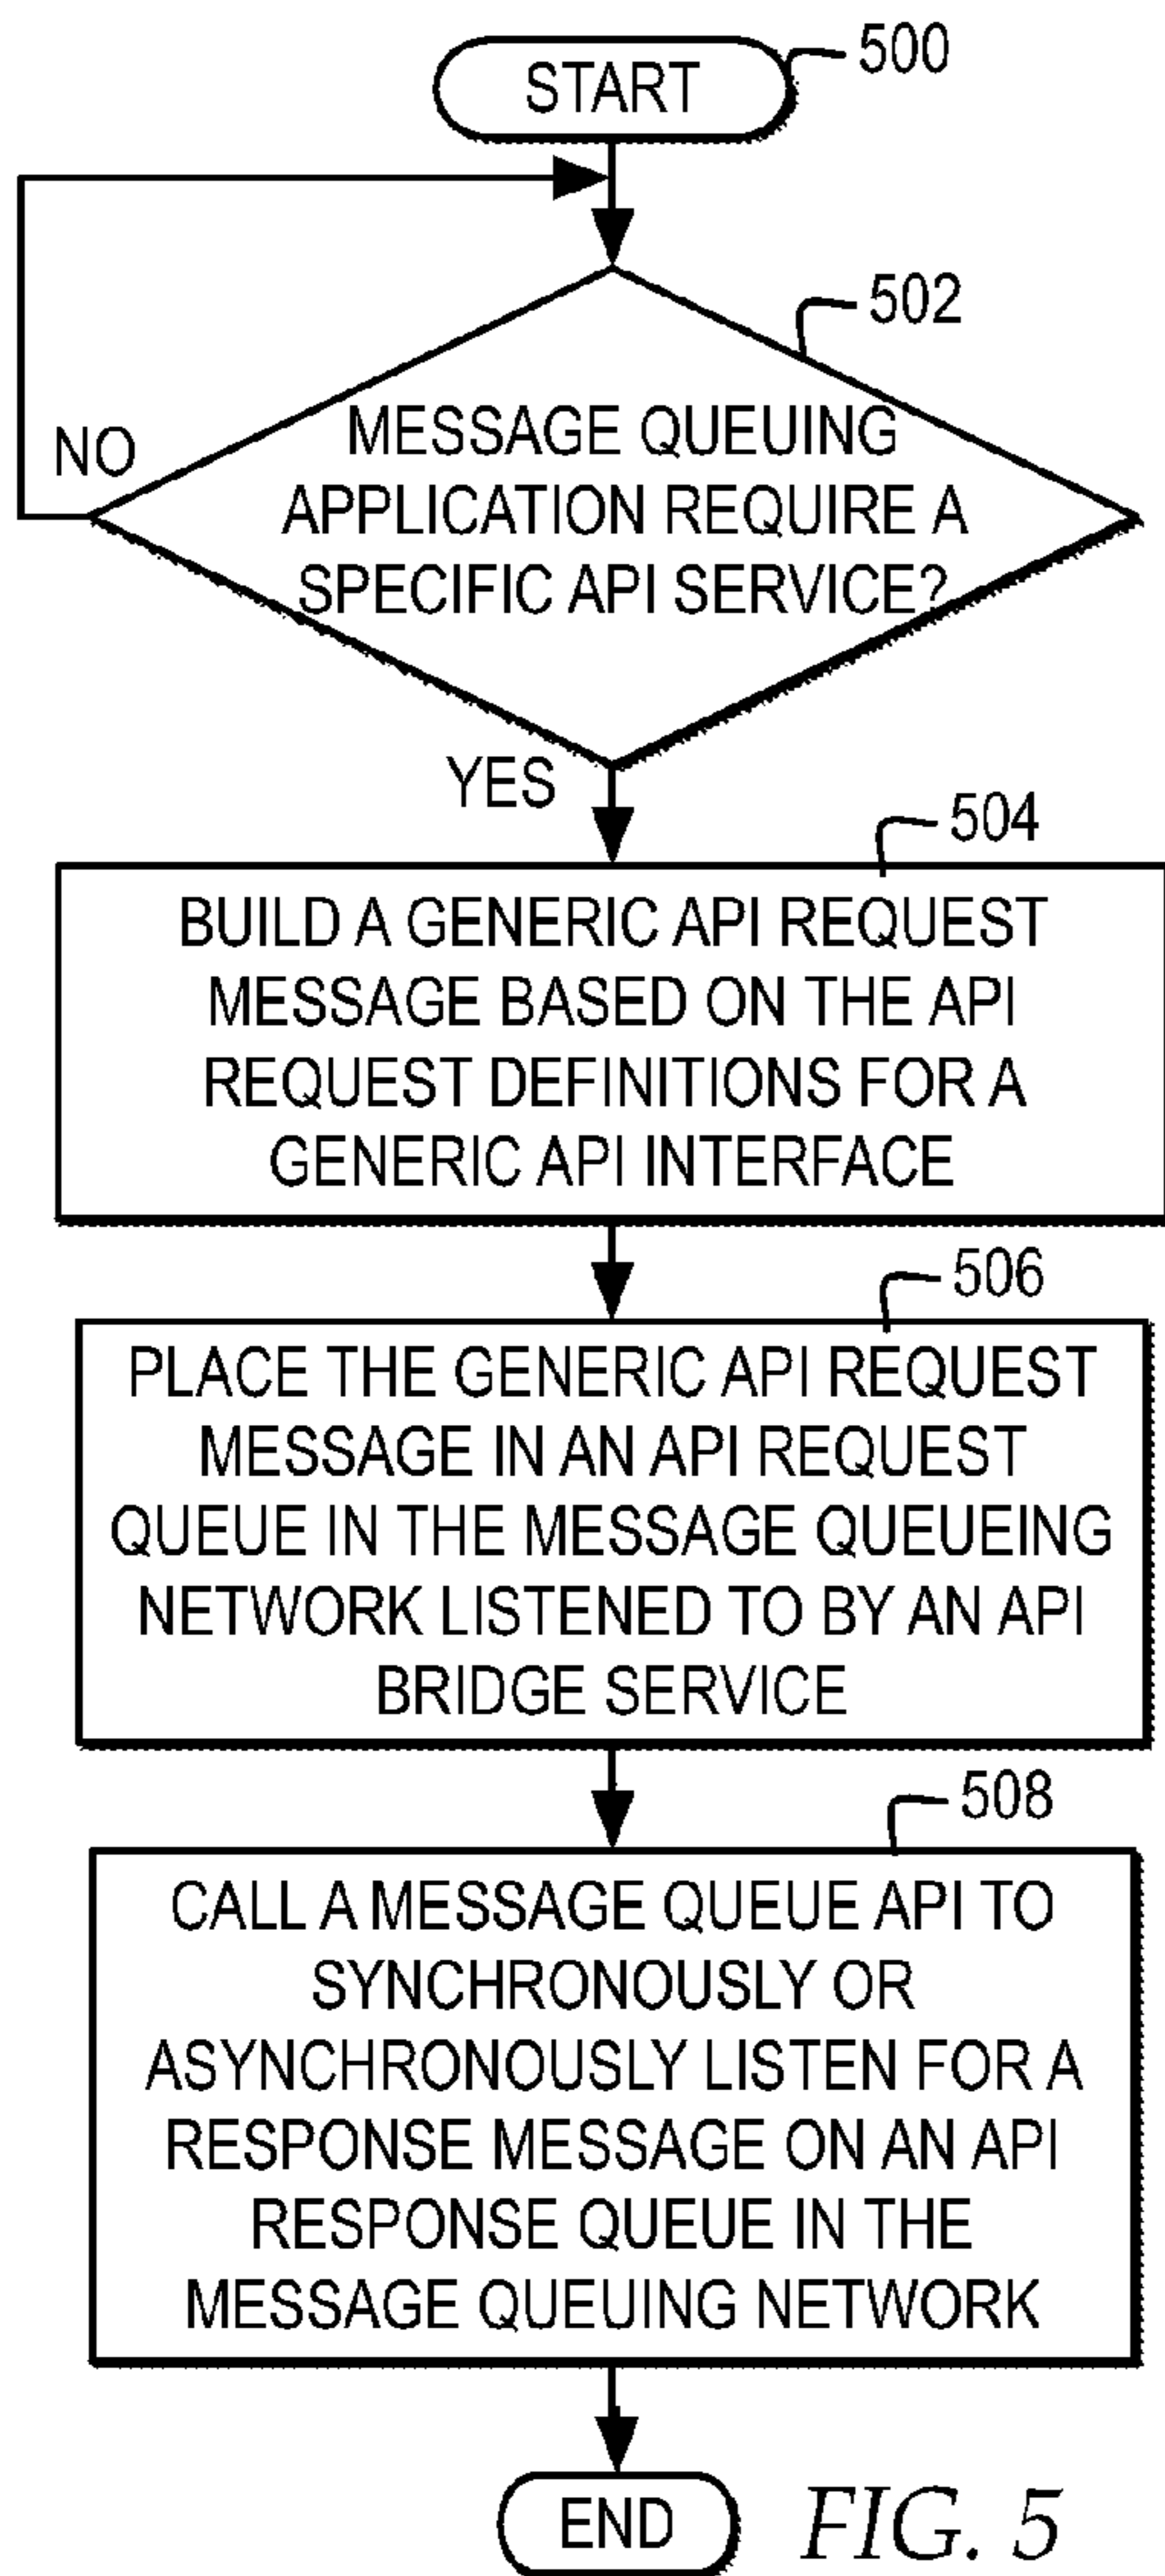 START
500
502
NO
MESSAGE QUEUING
APPLICATION REQUIRE A
SPECIFIC API SERVICE?
YES
504
BUILD A GENERIC API REQUEST
MESSAGE BASED ON THE API
REQUEST DEFINITIONS FOR A
GENERIC API INTERFACE
506
PLACE THE GENERIC API REQUEST
MESSAGE IN AN API REQUEST
QUEUE IN THE MESSAGE QUEUEING
NETWORK LISTENED TO BY AN API
BRIDGE SERVICE
508
CALL A MESSAGE QUEUE API TO
SYNCHRONOUSLY OR
ASYNCHRONOUSLY LISTEN FOR A
RESPONSE MESSAGE ON AN API
RESPONSE QUEUE IN THE
MESSAGE QUEUING NETWORK
END
FIG. 5